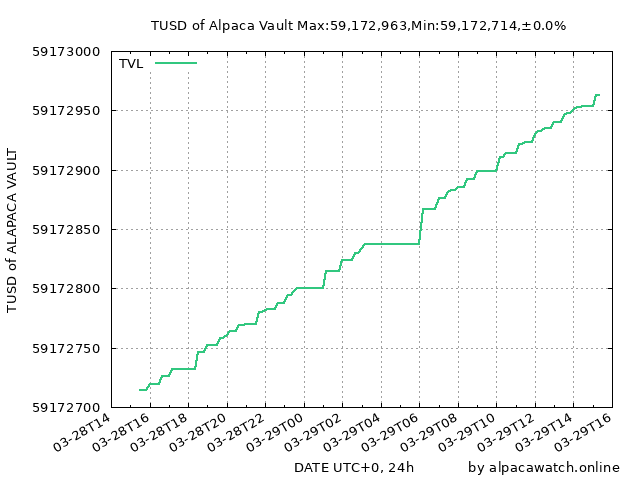 TUSD of Alpaca Vault Max:59,172,963,Min:59,172,714,±0.0%
TVL
TUSD of ALAPACA VAULT
59173000
59172950
59172900
59172850
59172800
59172750
59172700
03-28T14
03-28T16
03-28T18
03-28T20
03-28T22
03-29T00
03-29T02
03-29T04
03-29T06
03-29T08
03-29T10
03-29T12
03-29T14
03-29T16
DATE UTC+0, 24h
by alpacawatch.online